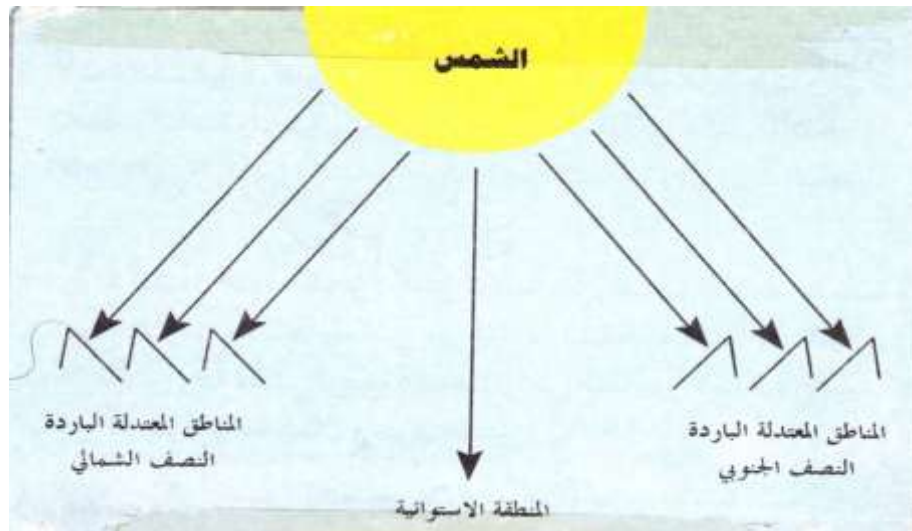 الشمس
المناطق المعتدلة الباردة
النصف الجنوبي
المناطق المعتدلة الباردة
النصف الشمالي
المنطقة الاستوائية